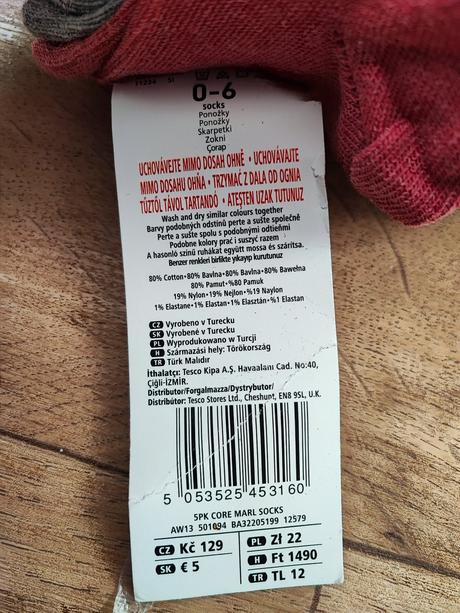 0-6
socks
Ponožky
Ponožky
Skarpetki
Zokni
Çorap
UCHOVÁVEJTE MIMO DOSAH OHNĚ • UCHOVÁVAJTE
MIMO DOSAHU OHŇA • TRZYMAĆ Z DALA OD OGNIA
TŰZTŐL TÁVOL TARTANDÓ • ATEŞTEN UZAK TUTUNUZ
Wash and dry similar colours together
Barvy podobných odstínů perte a sušte společně
Perte a sušte spolu s podobnými odtieňmi
Podobne kolory prać i suszyć razem
A hasonló színű ruhákat együtt mossa és szárítsa.
Benzer renkleri birlikte yıkayıp kurutunuz
80% Cotton•80% Bavlna•80% Bavlna•80% Bawełna
80% Pamut•%80 Pamuk
19% Nylon•19% Nejlon•%19 Naylon
1% Elastane•1% Elastan•1% Elasztán•%1 Elastan
CZ Vyrobeno v Turecku
SK Vyrobené v Turecku
PL Wyprodukowano w Turcji
H Származási hely: Törökország
TR Türk Malıdır
İthalatçı: Tesco Kipa A.Ş. Havaalanı Cad. No:40,
Çiğli-İZMİR.
Distributor/Forgalmazza/Dystrybutor/
Distribütör: Tesco Stores Ltd., Cheshunt, EN8 9SL, U.K.
5 053525 453160
5PK CORE MARL SOCKS
AW13 501094 BA32205199 12579
CZ Kč 129
SK € 5
PL Zł 22
H Ft 1490
TR TL 12